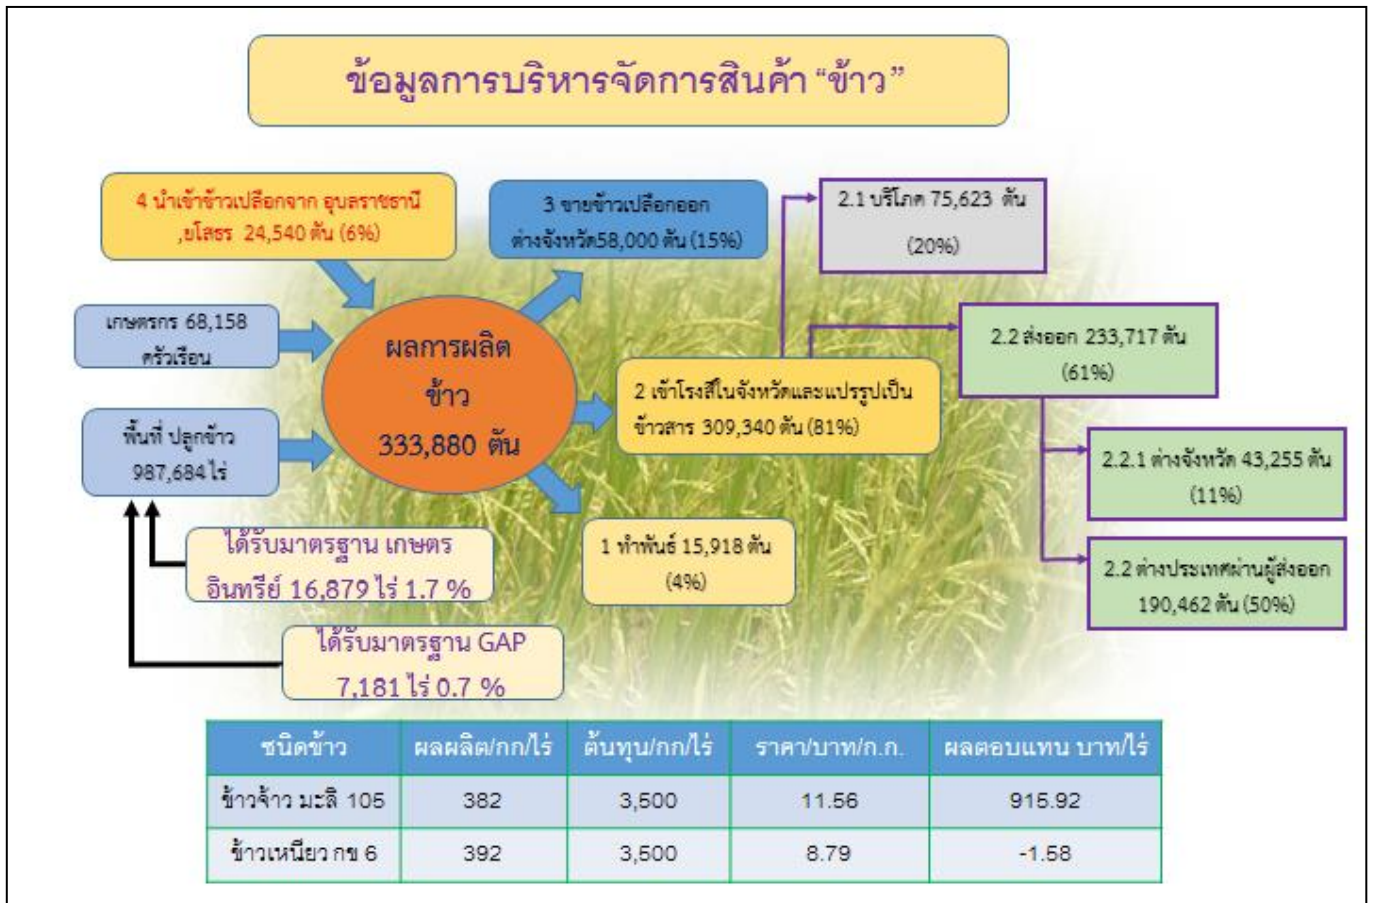 ข้อมูลการบริหารจัดการสินค้า “ข้าว”
4 นำเข้าข้าวเปลือกจาก อุบลราชธานี
,ยโสธร 24,540 ตัน (6%)
3 ขายข้าวเปลือกออก
ต่างจังหวัด58,000 ตัน (15%)
2.1 บริโภค 75,623 ตัน
(20%)
เกษตรกร 68,158
ครัวเรือน
ผลการผลิต
ข้าว
333,880 ตัน
2.2 ส่งออก 233,717 ตัน
(61%)
2 เข้าโรงสีในจังหวัดและแปรรูปเป็น
ข้าวสาร 309,340 ตัน (81%)
พื้นที่ ปลูกข้าว
987,684 ไร่
2.2.1 ต่างจังหวัด 43,255 ตัน
(11%)
ได้รับมาตรฐาน เกษตร
อินทรีย์ 16,879 ไร่ 1.7 %
1 ทำพันธ์ 15,918 ตัน
(4%)
2.2 ต่างประเทศผ่านผู้ส่งออก
190,462 ตัน (50%)
ได้รับมาตรฐาน GAP
7,181 ไร่ 0.7 %
ชนิดข้าว ผลผลิต/กก/ไร่ ต้นทุน/กก/ไร่ ราคา/บาท/ก.ก. ผลตอบแทน บาท/ไร่
ข้าวจ้าว มะลิ 105 382 3,500 11.56 915.92
ข้าวเหนียว กข 6 392 3,500 8.79 -1.58